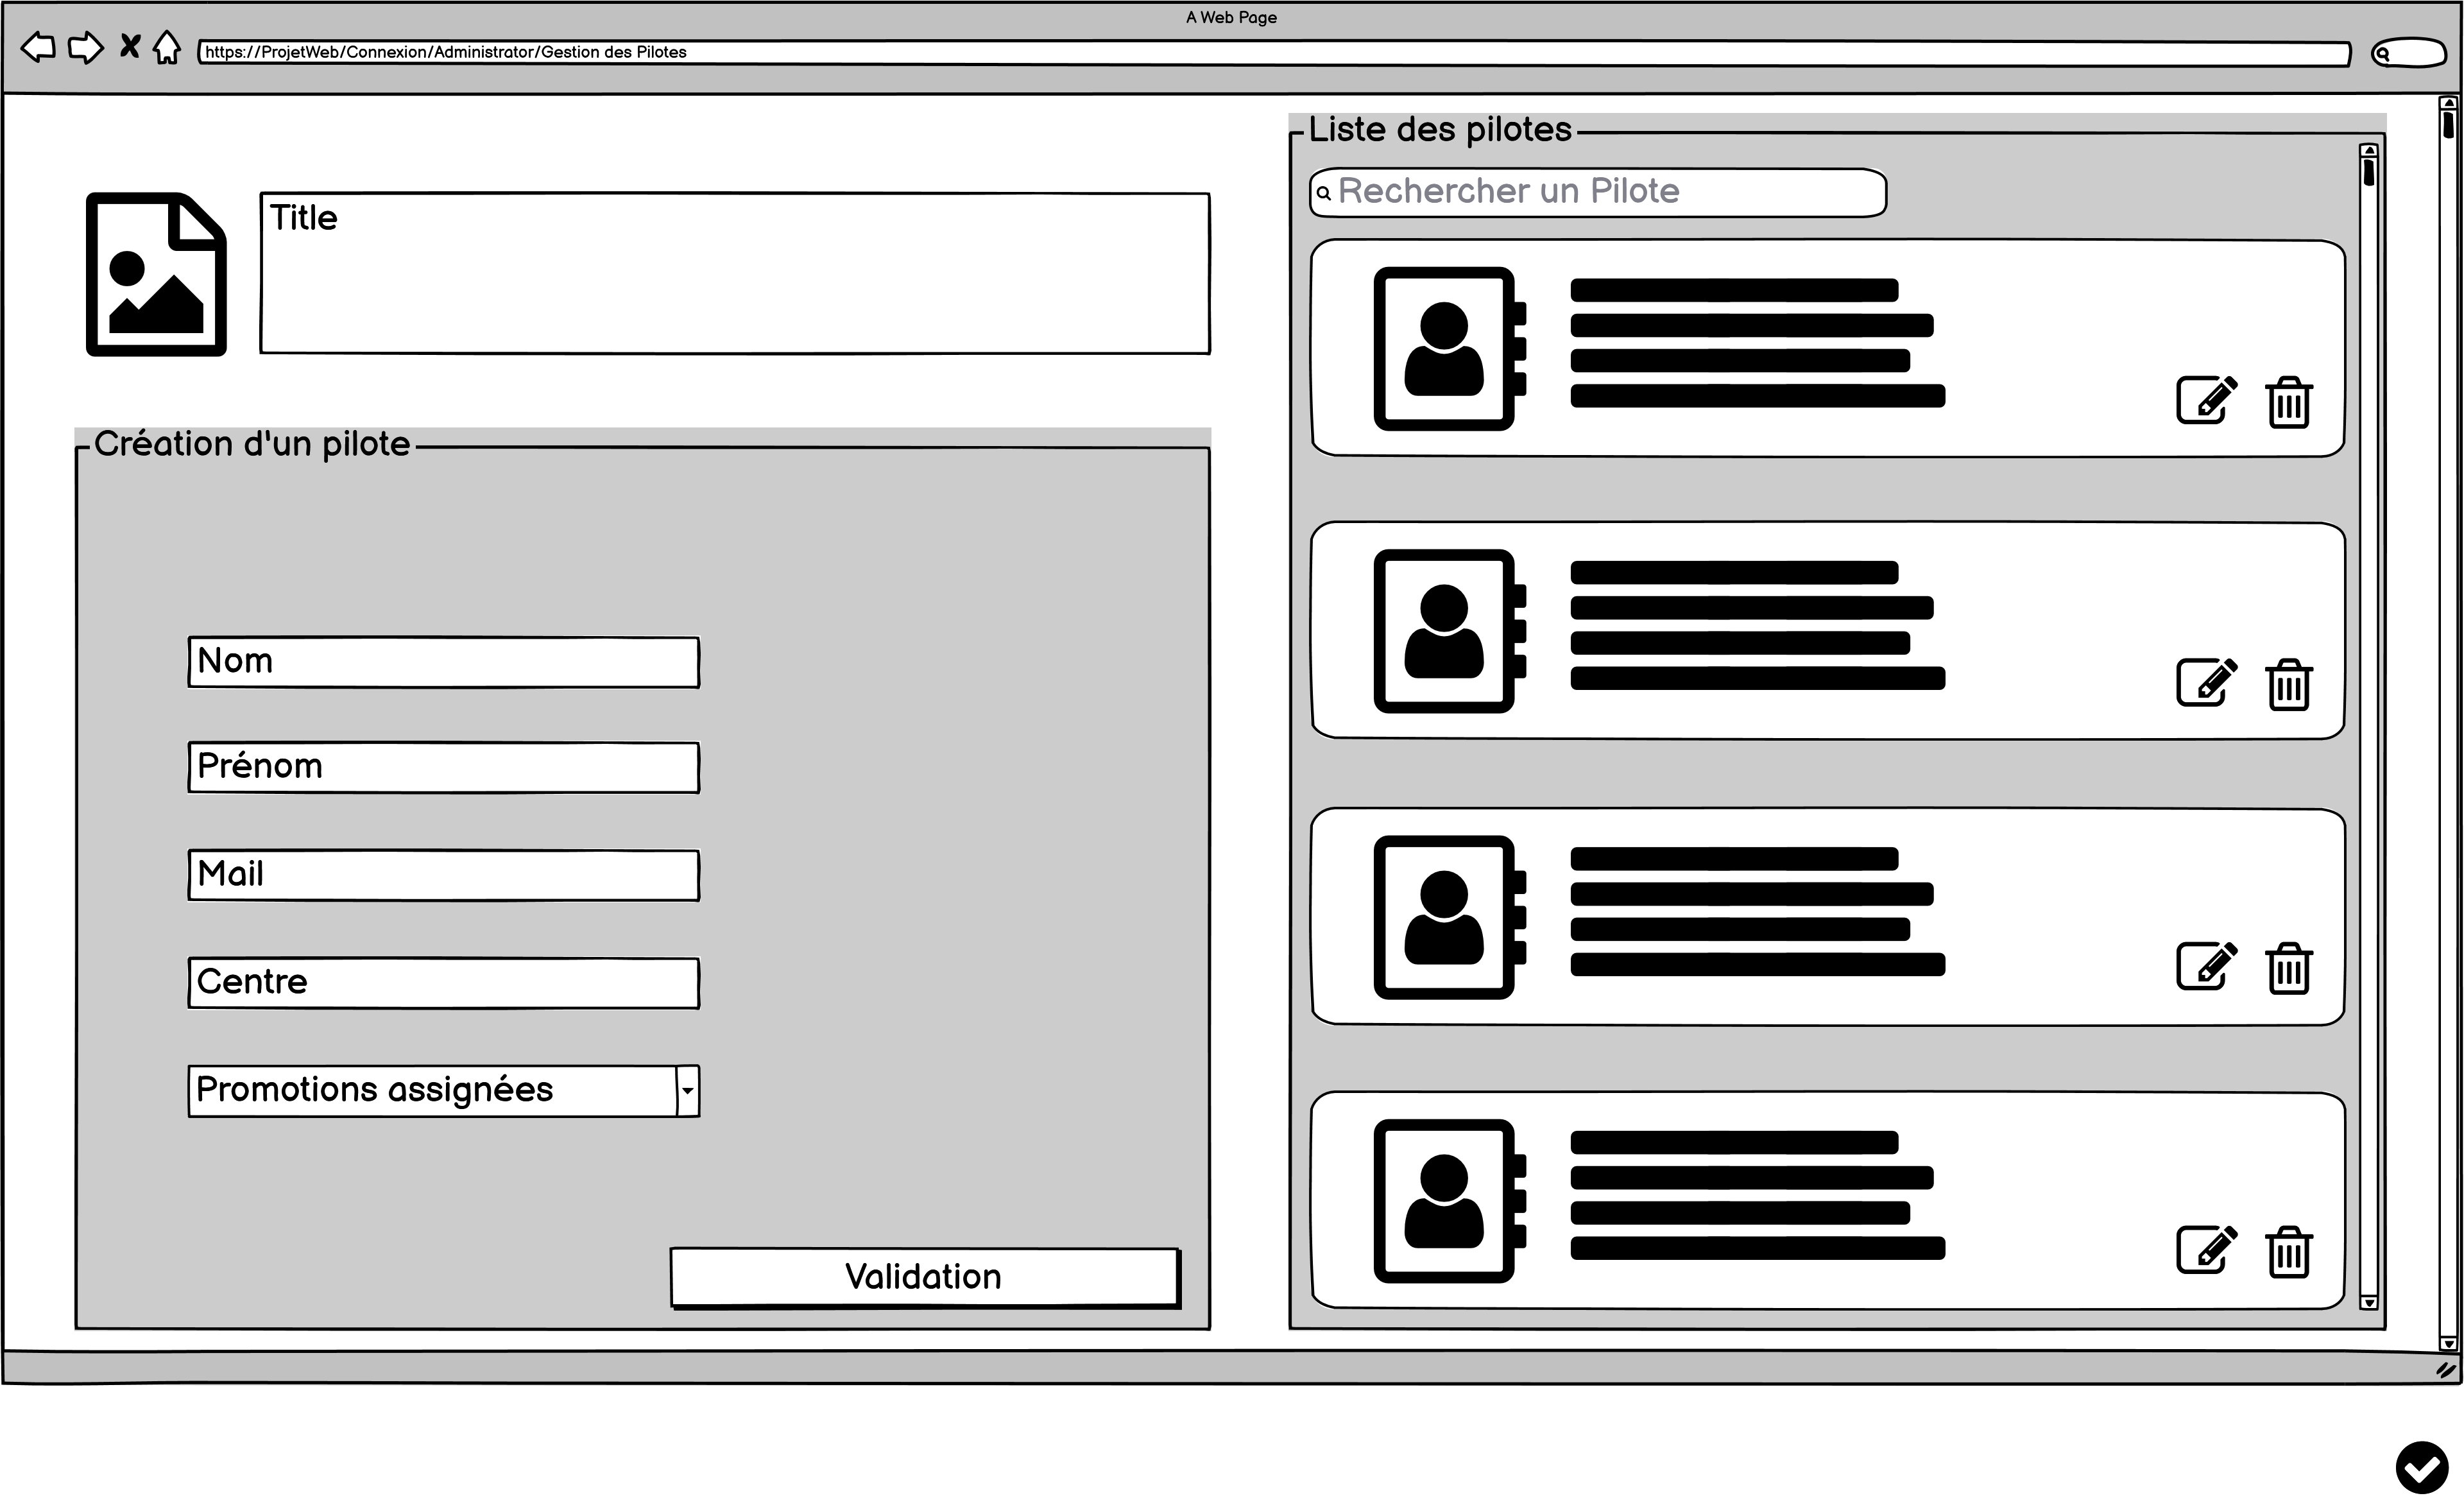 A Web Page
https://ProjetWeb/Connexion/Administrator/Gestion des Pilotes
Title
Création d'un pilote
Nom
Prénom
Mail
Centre
Promotions assignées
Validation
Liste des pilotes
Rechercher un Pilote